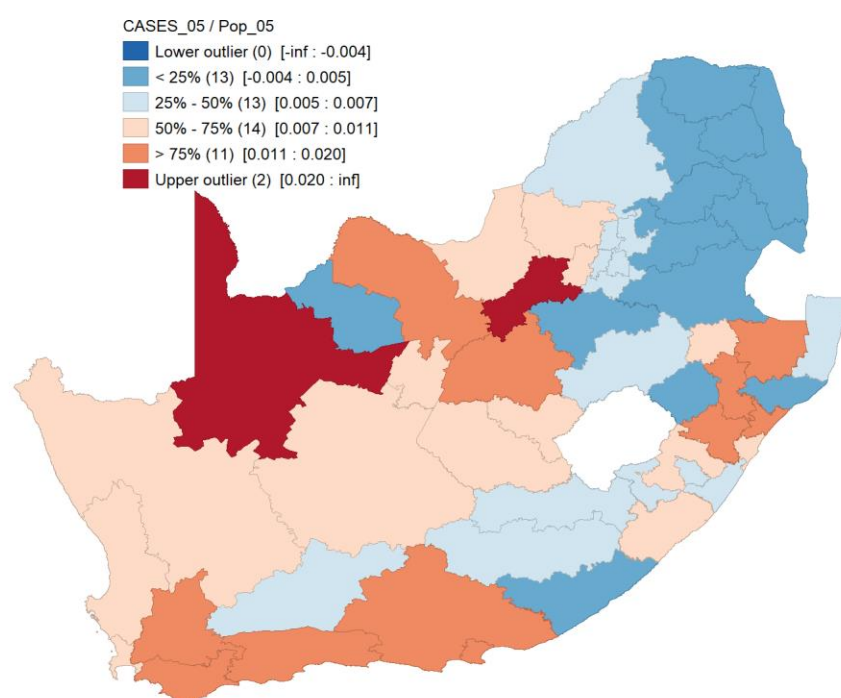 CASES_05 / Pop_05
Lower outlier (0) [-inf : -0.004]
< 25% (13) [-0.004 : 0.005]
25% - 50% (13) [0.005 : 0.007]
50% - 75% (14) [0.007 : 0.011]
> 75% (11) [0.011 : 0.020]
Upper outlier (2) [0.020 : inf]